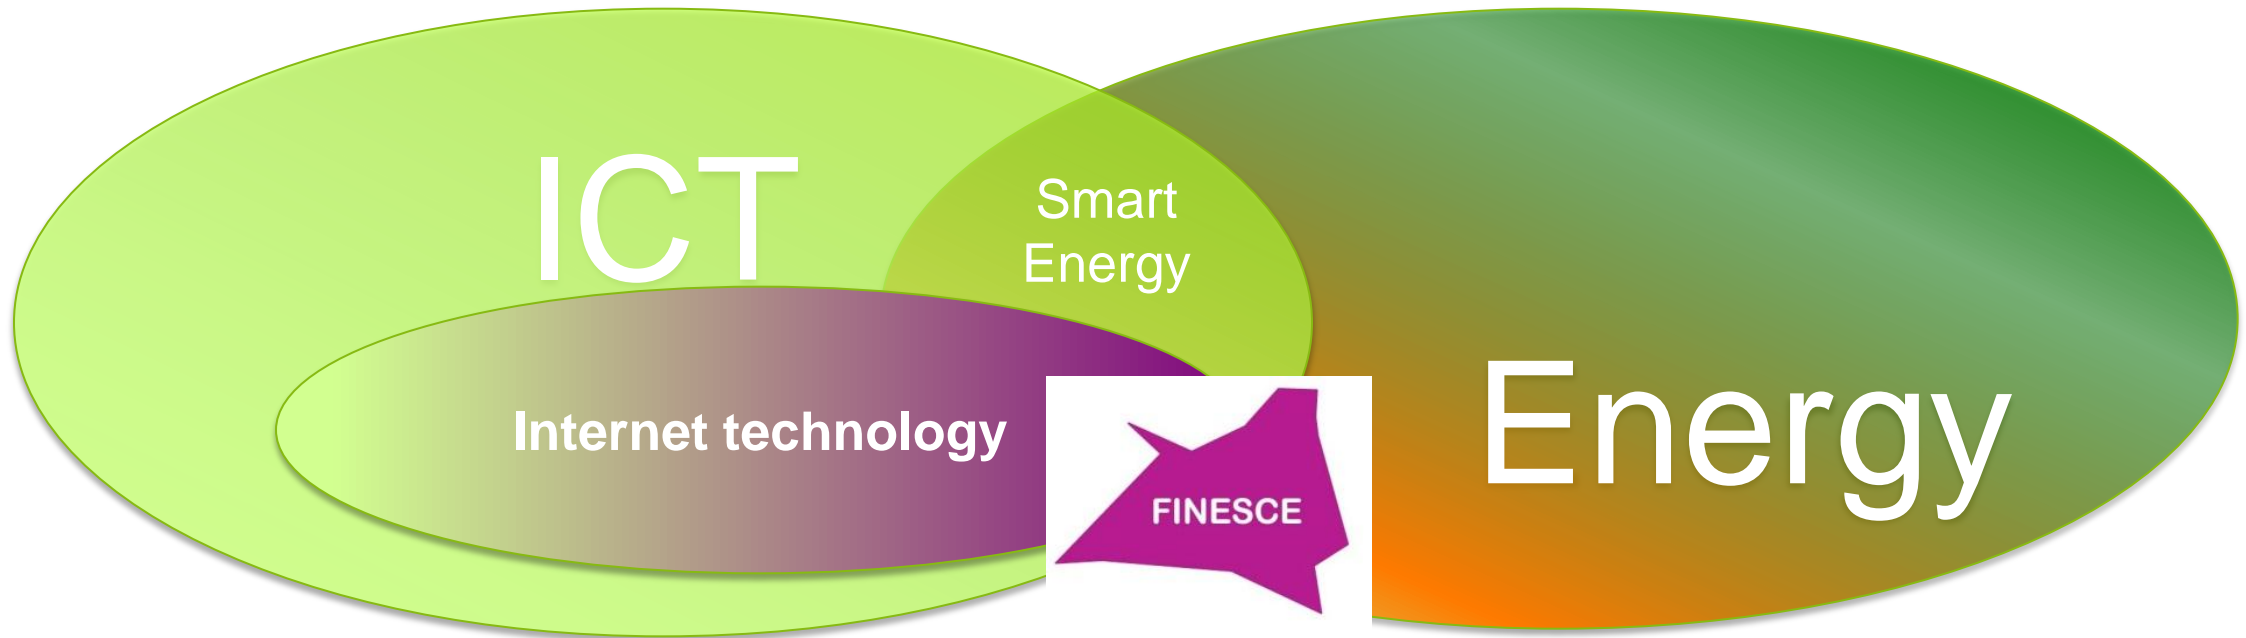 ICT
Smart
Energy
Internet technology
FINESCE
Energy